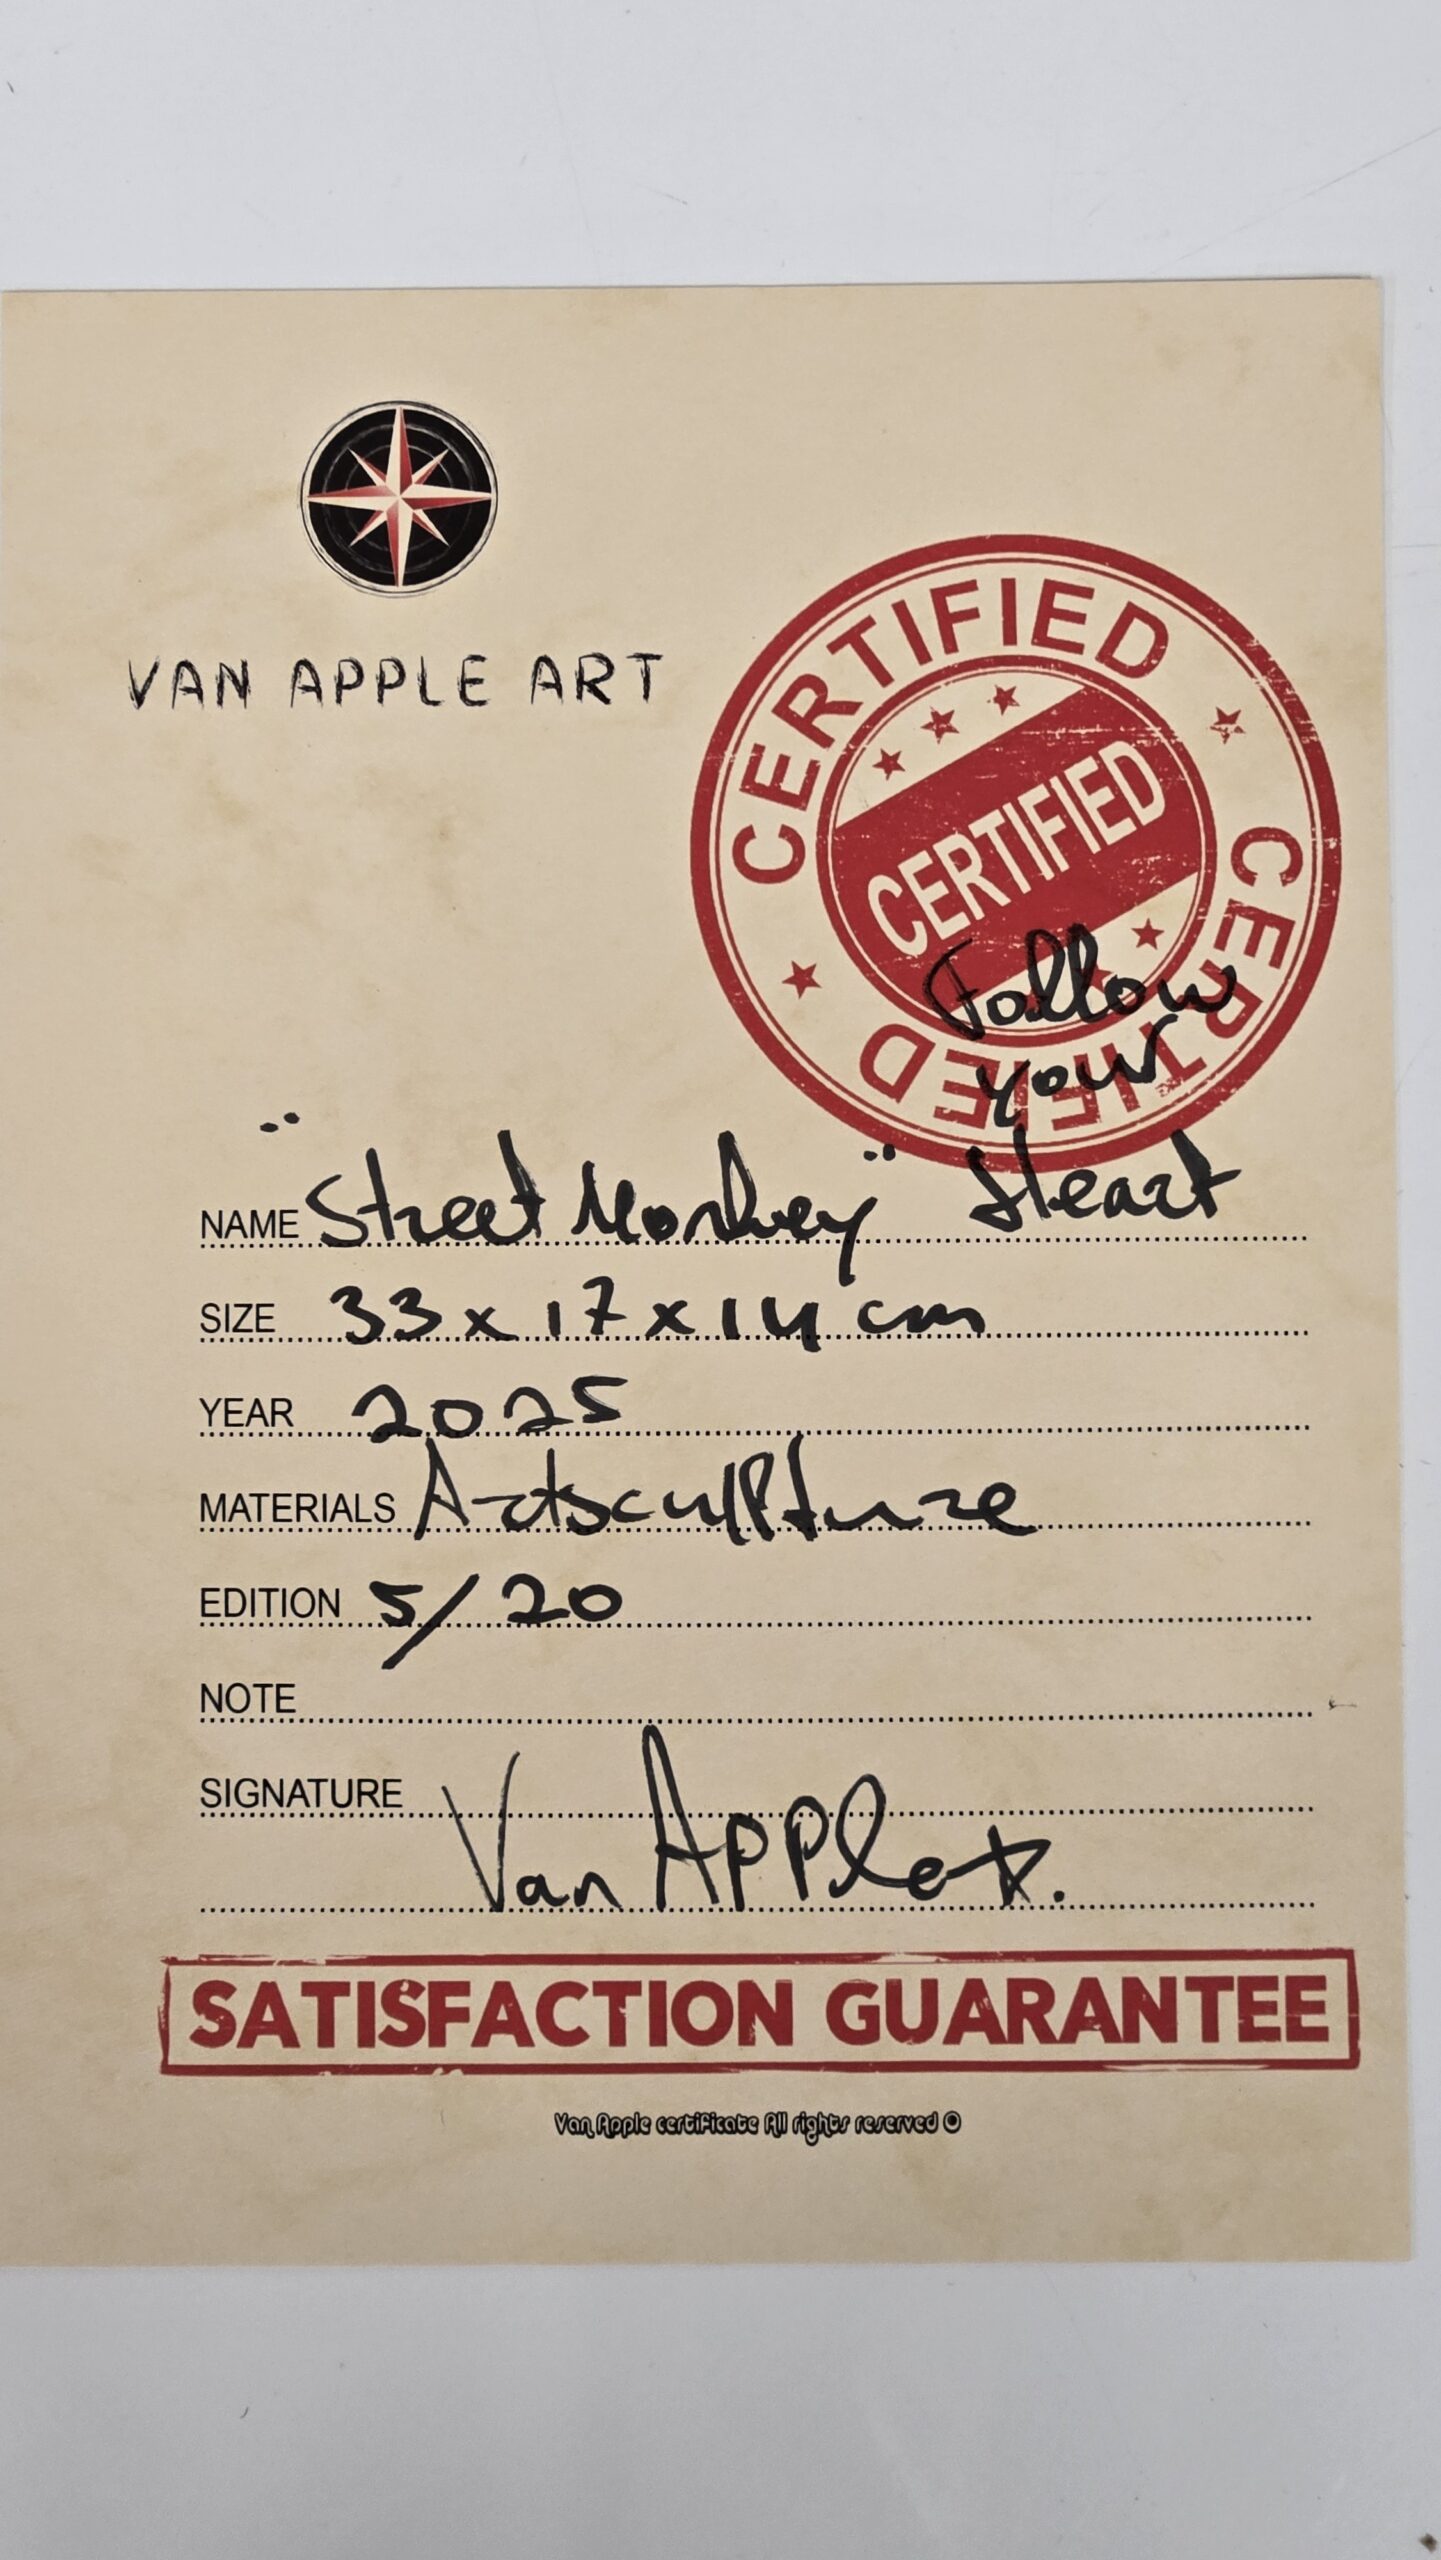 VAN APPLE ART
CERTIFIED CERTIFIED CERTIFIED
CERTIFIED
Follow
your
Heart
NAME "Street Monkey"
SIZE 33 x 17 x 14 cm
YEAR 2025
MATERIALS Artsculpture
EDITION 5/20
NOTE
SIGNATURE
Van Apple
SATISFACTION GUARANTEE
Van Apple certificate All rights reserved ©